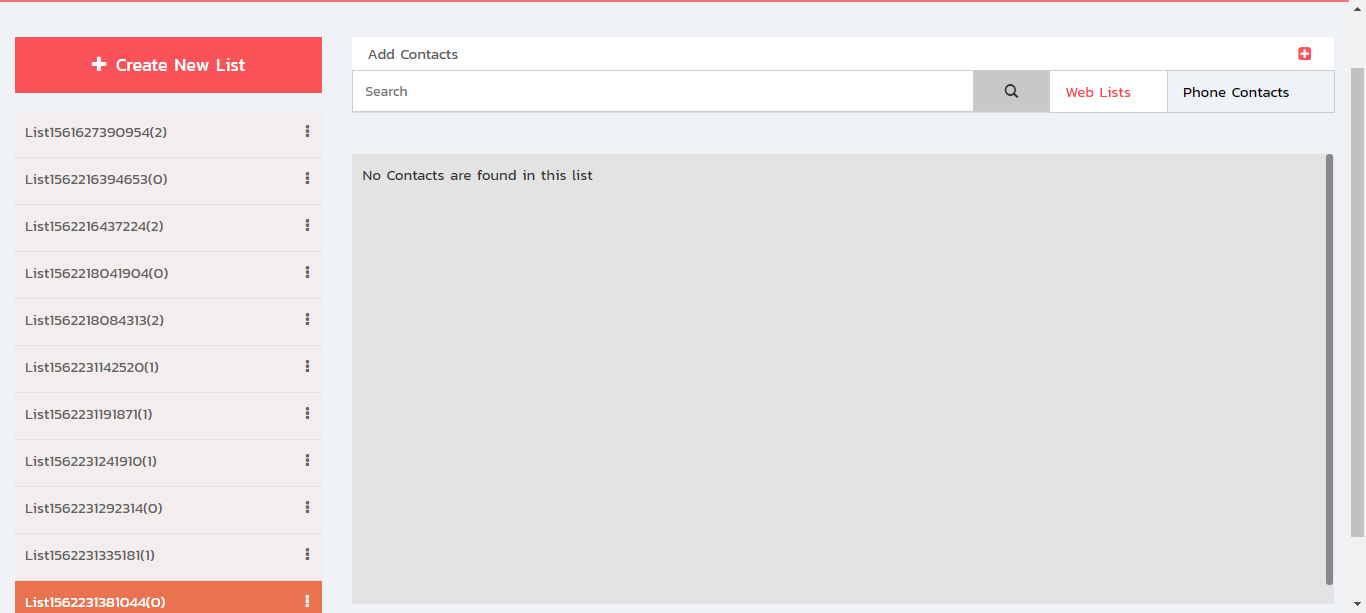 Create New List
List1561627390954(2)
List1562216394653(0)
List1562216437224(2)
List1562218041904(0)
List1562218084313(2)
List1562231142520(1)
List1562231191871(1)
List1562231241910(1)
List1562231292314(0)
List1562231335181(1)
List1562231381044(0)
Add Contacts
Search
Web Lists
Phone Contacts
No Contacts are found in this list